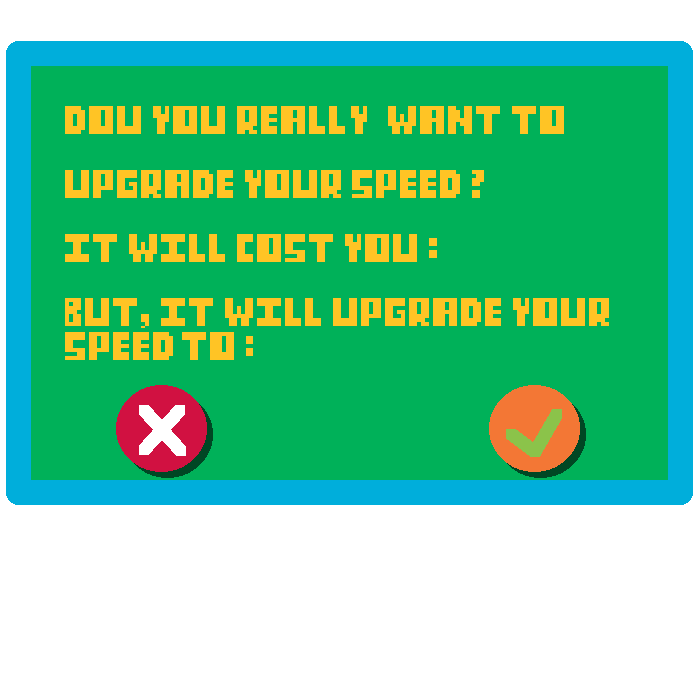 DOU YOU REALLY WANT TO
UPGRADE YOUR SPEED ?
IT WILL COST YOU :
BUT, IT WILL UPGRADE YOUR
SPEED TO :